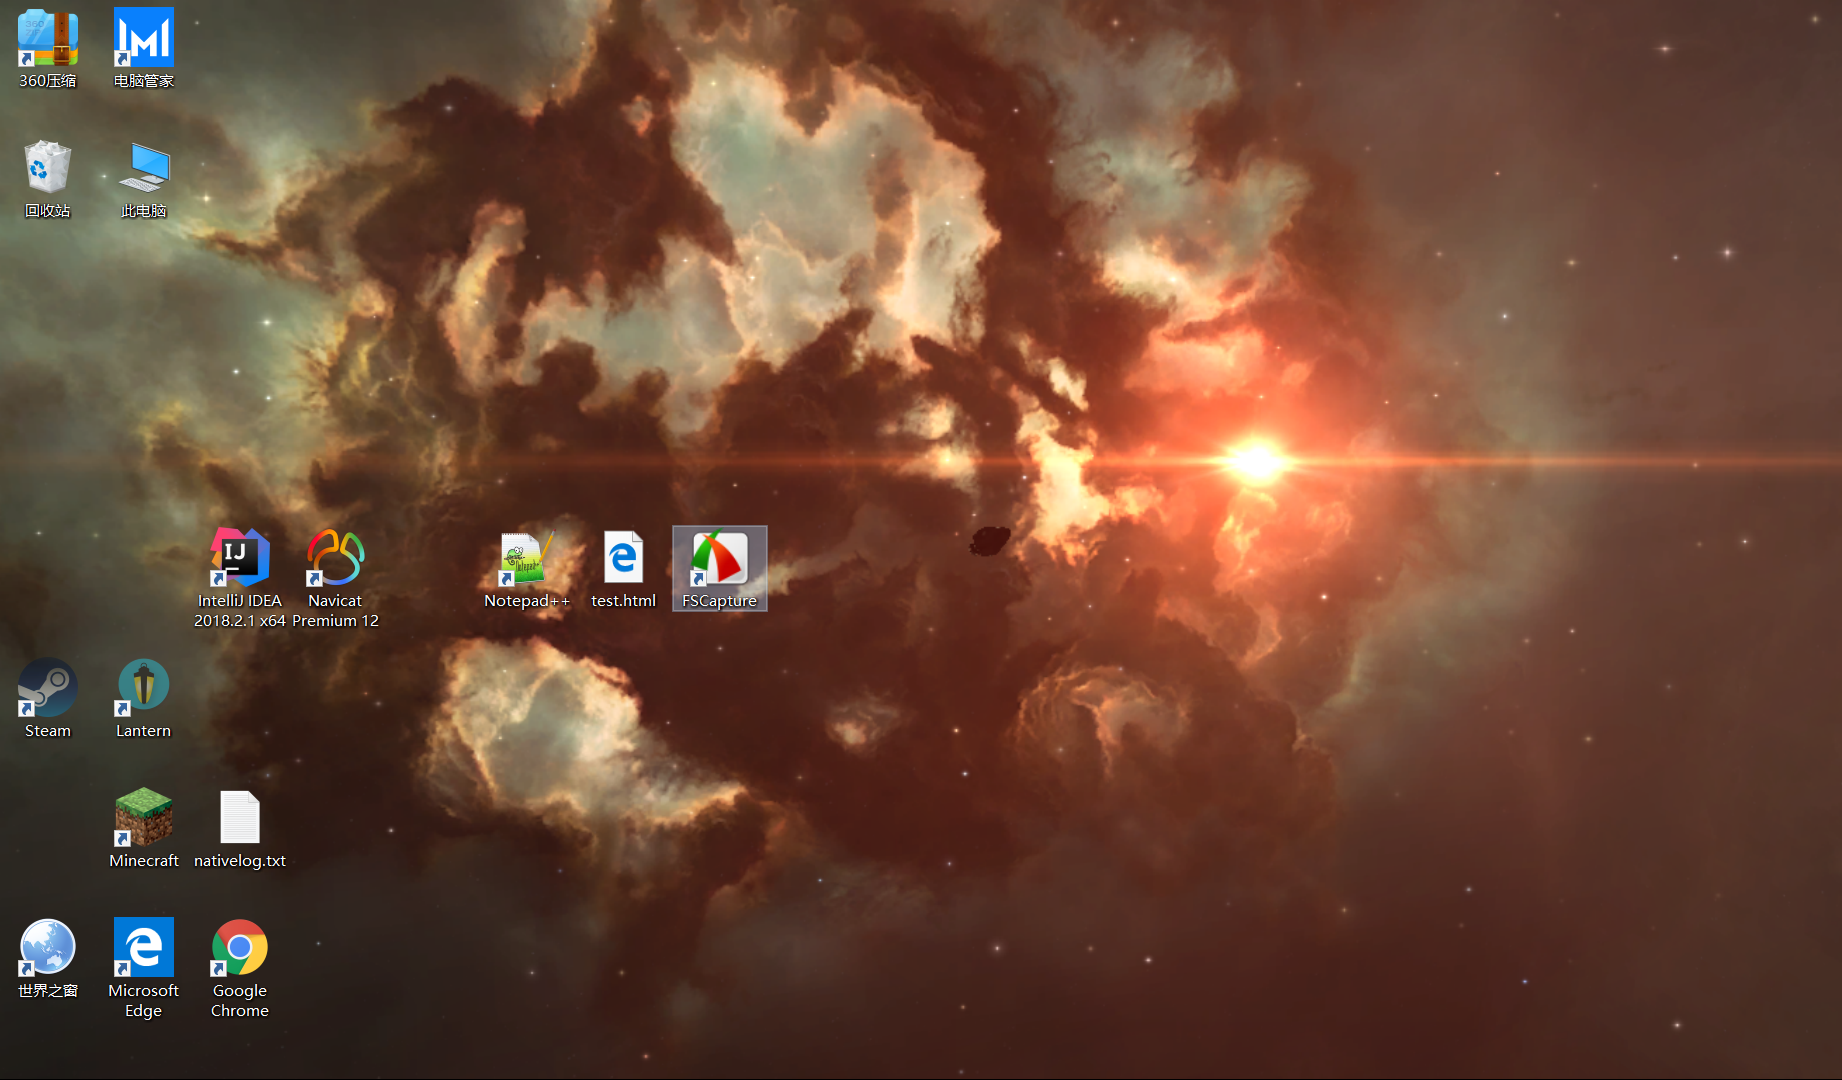 360压缩
电脑管家
回收站
此电脑
IJ
IntelliJ IDEA
2018.2.1 x64
Navicat
Premium 12
Notepad++
test.html
FSCapture
Steam
Lantern
Minecraft
nativelog.txt
世界之窗
Microsoft
Edge
Google
Chrome